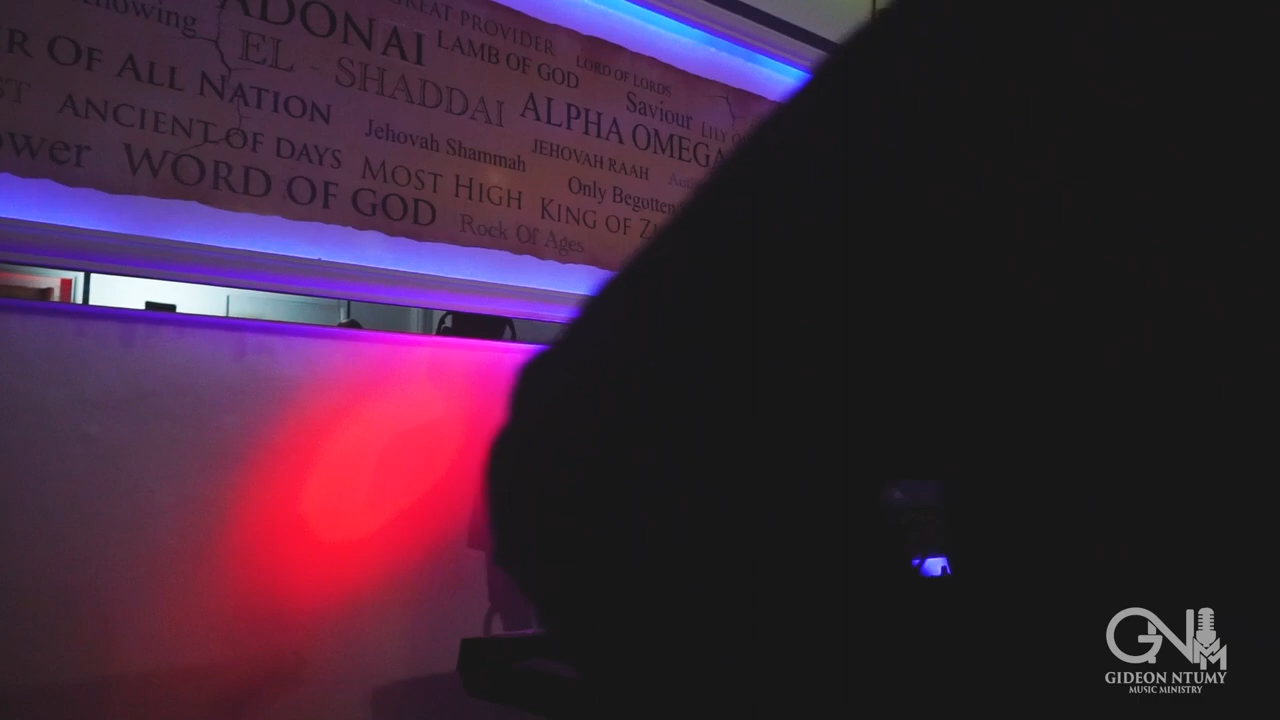 ADONAI
GREAT PROVIDER
LAMB OF GOD
LORD OF LORDS
EL SHADDAI
Saviour
LILY
OF ALL NATION
ALPHA OMEGA
ANCIENT OF DAYS
Jehovah Shammah
JEHOVAH RAAH
WORD OF GOD
MOST HIGH
Only Begotten
KING OF
Rock Of Ages
GNMM
GIDEON NTUMY
MUSIC MINISTRY